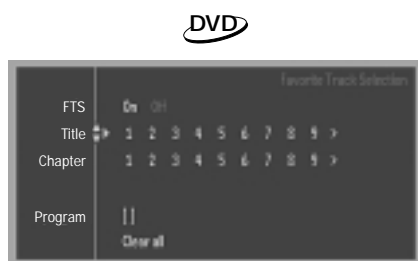 DVD
Favorite Track Selection
FTS On Off
Title 1 2 3 4 5 6 7 8 9 >
Chapter 1 2 3 4 5 6 7 8 9 >
Program [ ]
Clear all